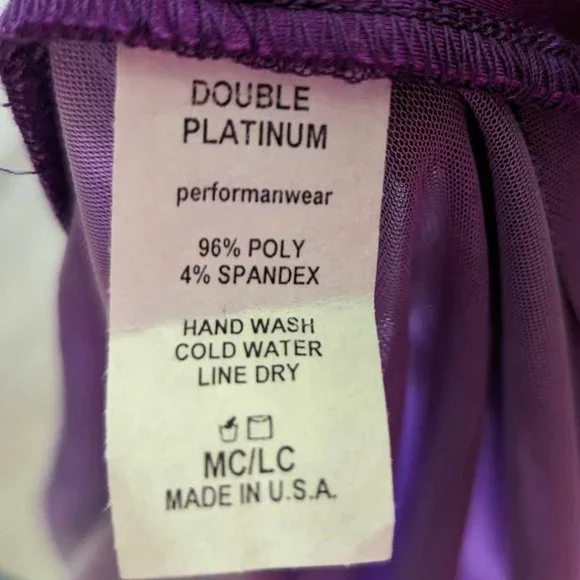 DOUBLE
PLATINUM
performanwear
96% POLY
4% SPANDEX
HAND WASH
COLD WATER
LINE DRY
MC/LC
MADE IN U.S.A.